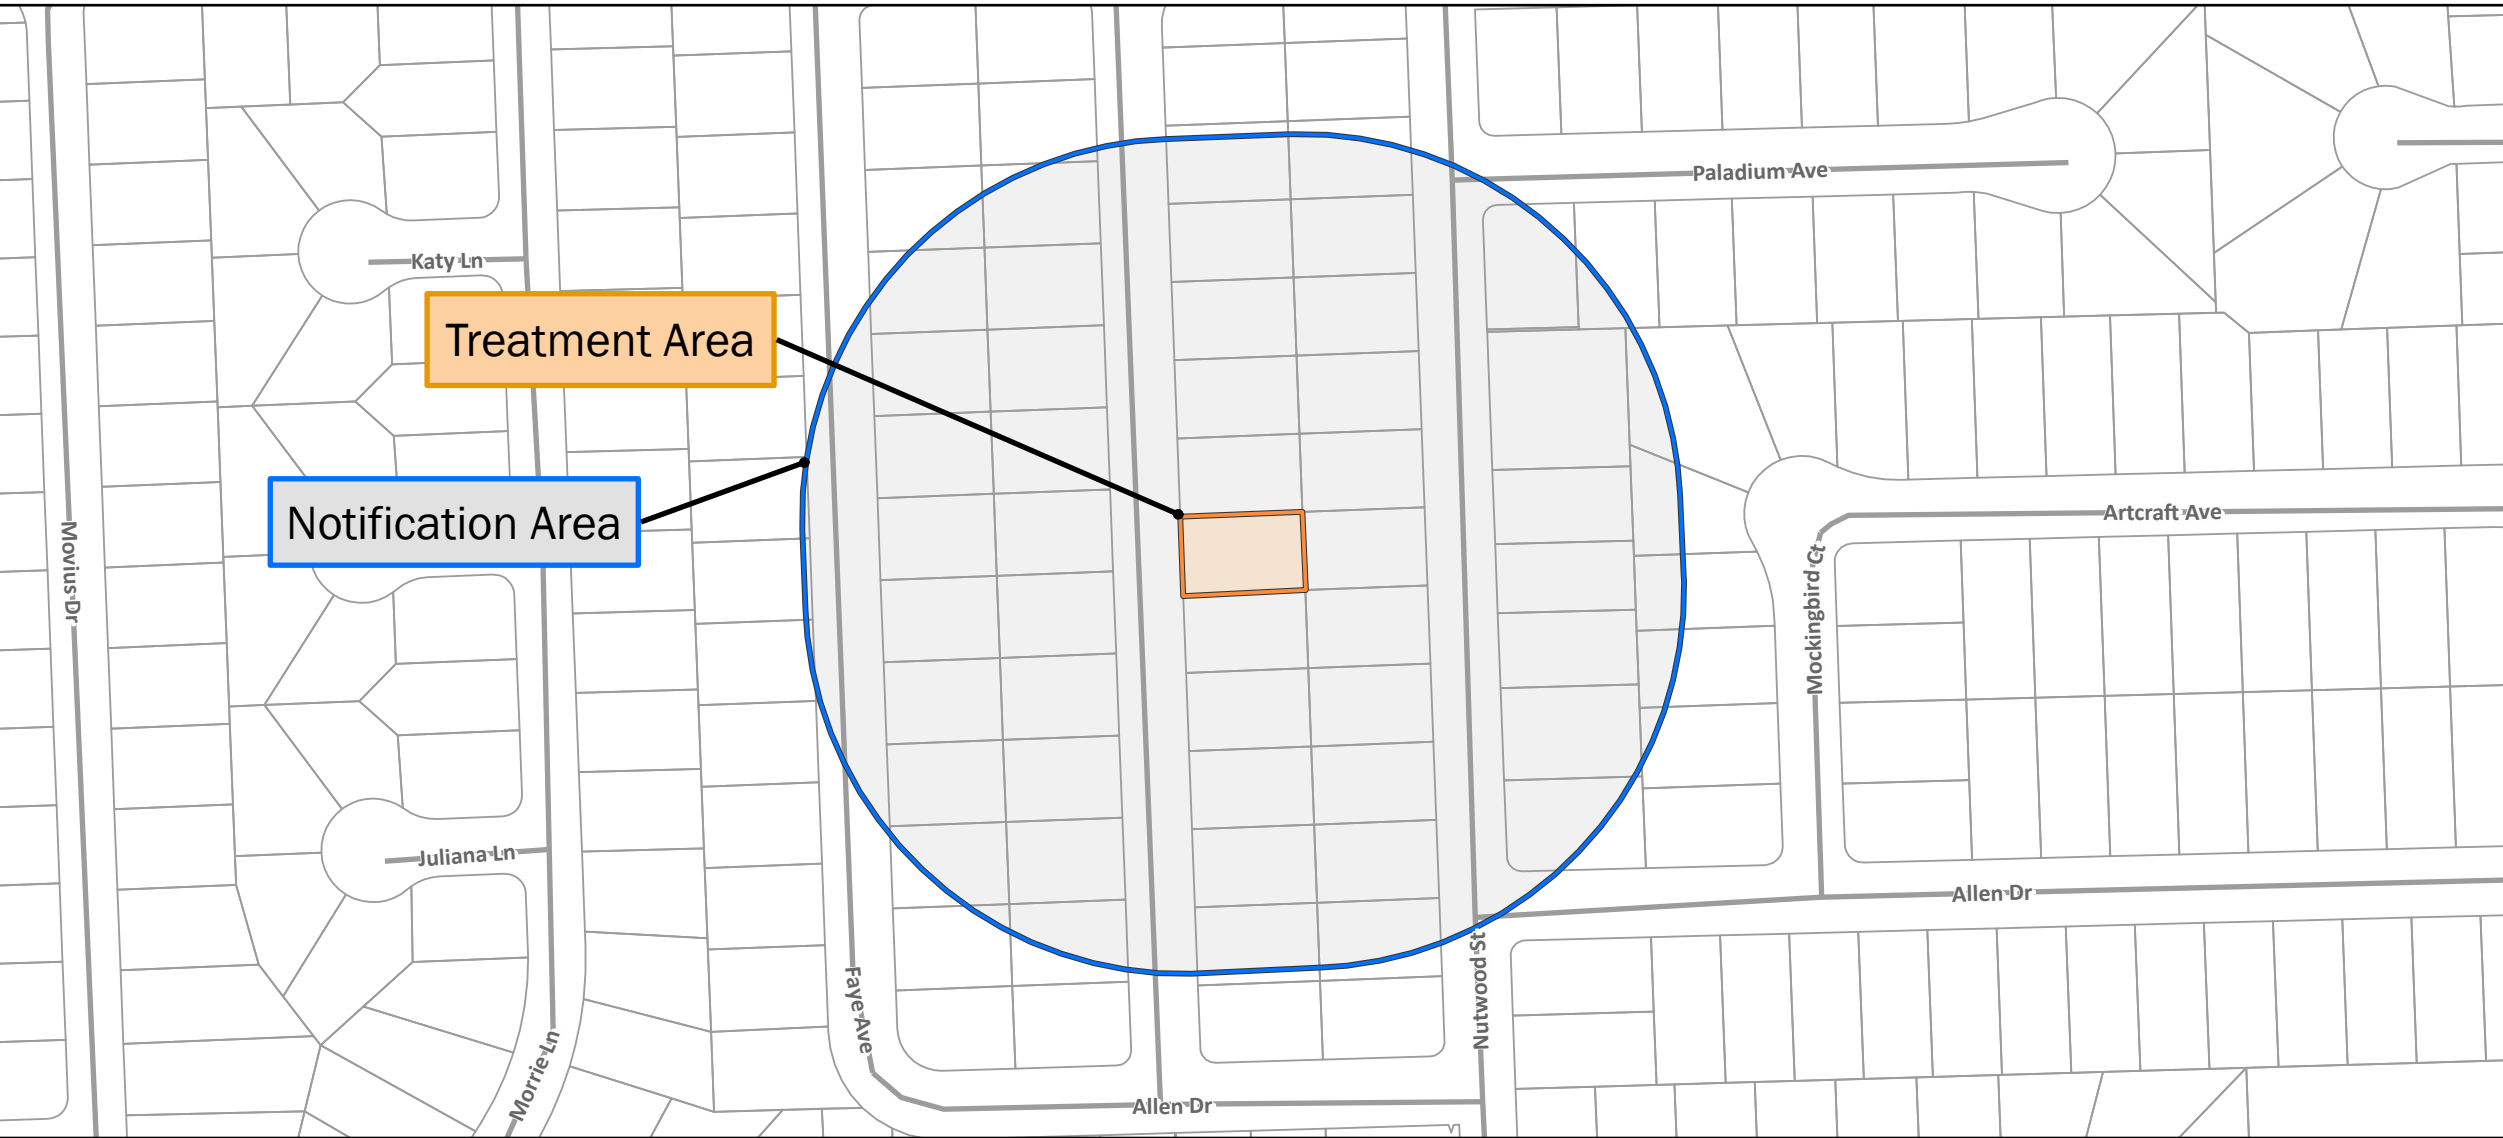 Paladium Ave
Katy Ln
Treatment Area
Notification Area
Movius Dr
Artcraft Ave
Mockingbird Ct
Juliana Ln
Allen Dr
Nutwood St
Faye Ave
Morrie Ln
Allen Dr